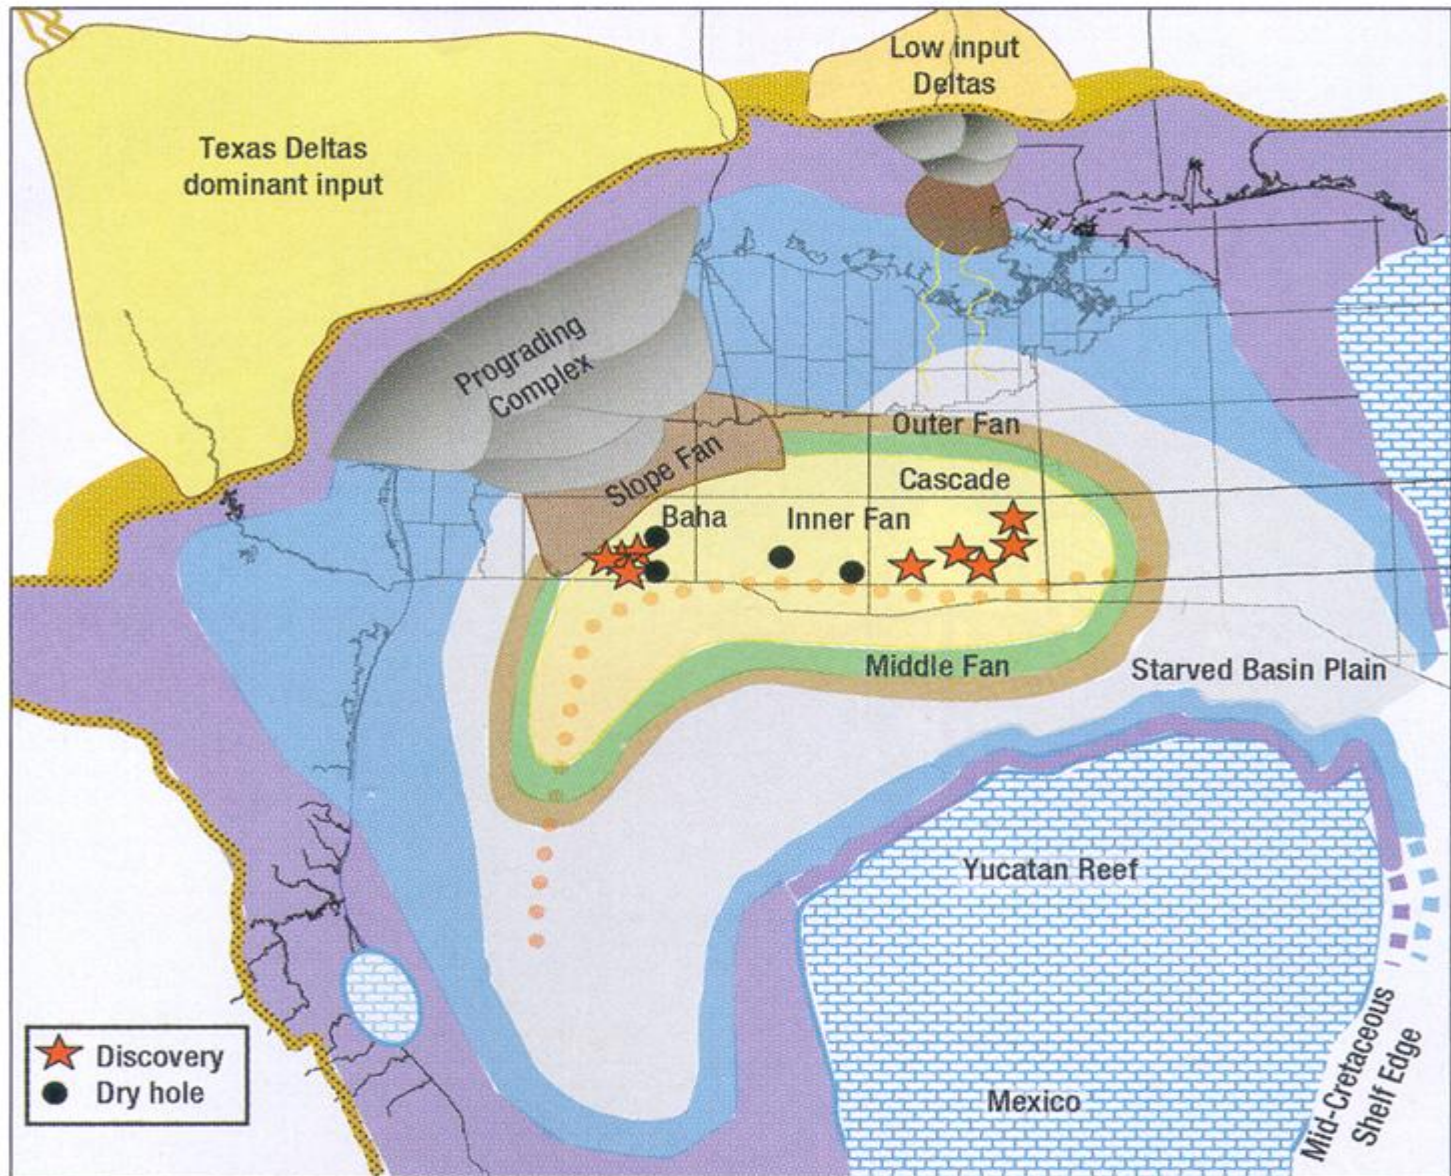 Low input
Deltas
Texas Deltas
dominant input
Prograding
Complex
Outer Fan
Slope Fan
Cascade
Baha
Inner Fan
Middle Fan
Starved Basin Plain
Yucatan Reef
Mexico
Mid-Cretaceous
Shelf Edge
Discovery
Dry hole